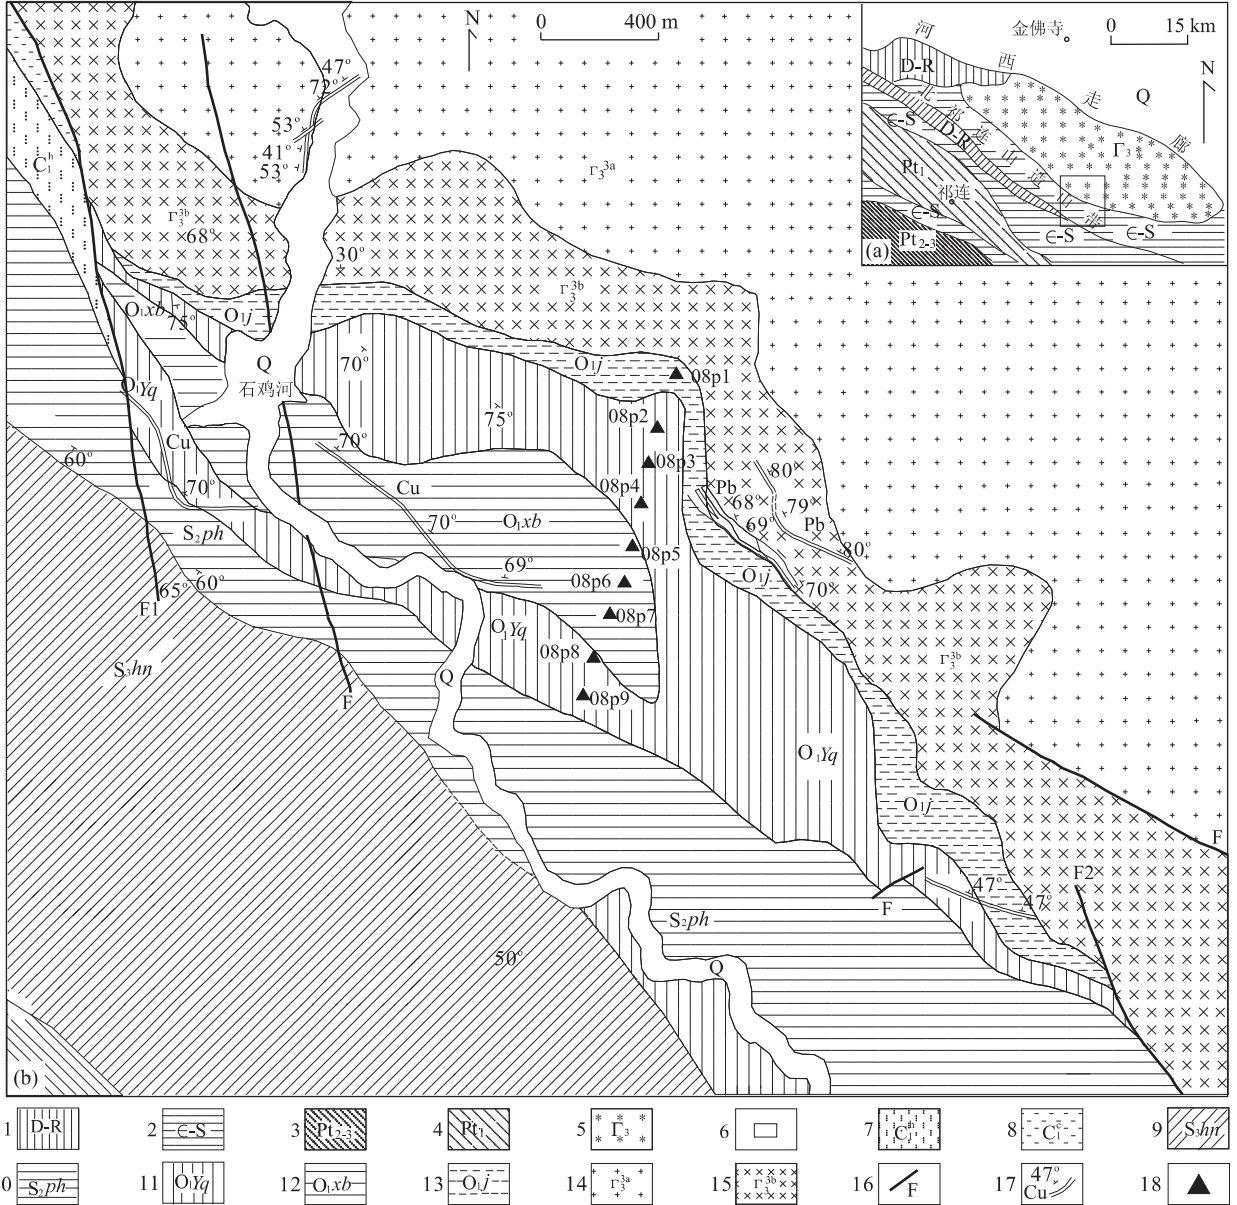 N
0 400 m
河
西
走
廊
金佛寺
0 15 km
N
D-R
Q
北
祁
连
山
造
山
带
∈-S
D-R
Γ₃
Pt₁
祁连
∈-S
Pt₂₋₃
∈-S
∈-S
(a)
47°
72°
53°
41°
53°
C₁ʰ
Γ₃³ᵃ
Γ₃³ᵇ
68°
30°
Γ₃³ᵇ
O₁xb
75°
O₁j
Q
石鸡河
70°
O₁j
08p1
O₁Yq
75°
08p2
Cu
70°
08p3
80°
60°
70°
Cu
08p4
Pb
68°
79°
S₂ph
70°
O₁xb
69°
Pb
08p5
80°
69°
O₁j
65°
60°
08p6
70°
F1
08p7
O₁Yq
S₃hn
08p8
Γ₃³ᵇ
Q
F
08p9
O₁Yq
O₁j
F
F2
47°
47°
F
S₂ph
50°
Q
(b)
1 D-R
2 ∈-S
3 Pt₂₋₃
4 Pt₁
5 Γ₃
6
7 C₁ʰ
8 C₁ᶜ
9 S₃hn
0 S₂ph
11 O₁Yq
12 O₁xb
13 O₁j
14 Γ₃³ᵃ
15 Γ₃³ᵇ
16 F
17 47° Cu
18